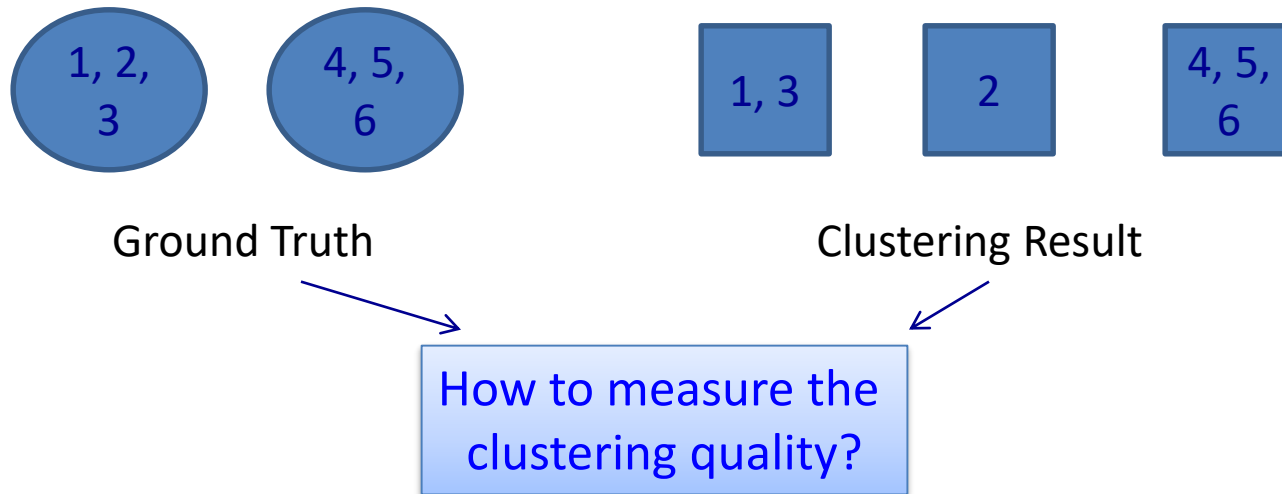 1, 2,
3
4, 5,
6
1, 3
2
4, 5,
6
Ground Truth
Clustering Result
How to measure the
clustering quality?